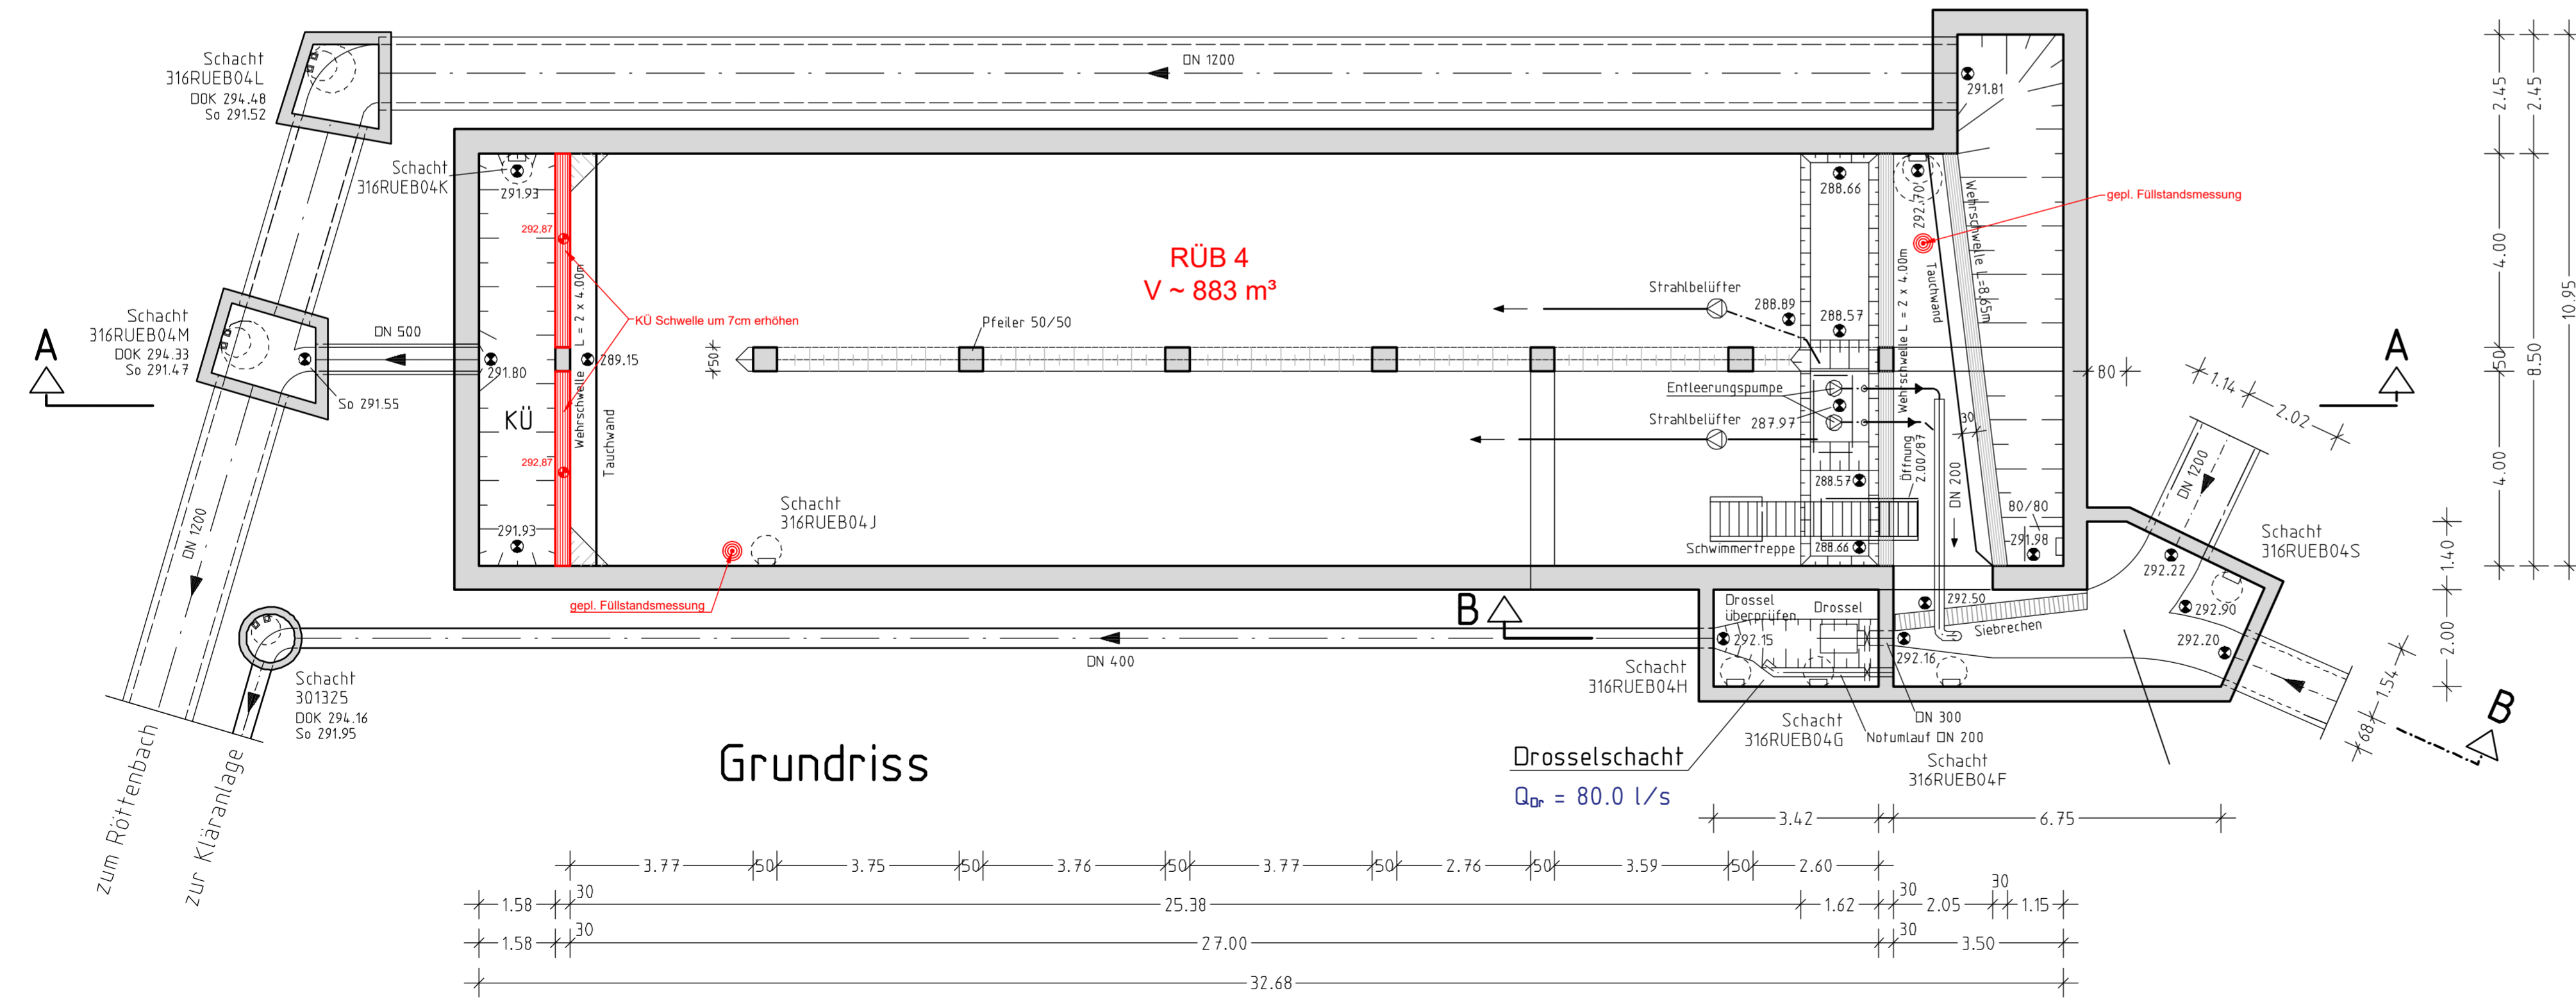 Schacht
316RUEB04L
DOK 294.48
So 291.52
DN 1200
291.81
2.45
2.45
Schacht
316RUEB04K
291.93
292,87
288.66
292.70
Wehrschwelle L=8.65m
gepl. Füllstandsmessung
RÜB 4
V ~ 883 m³
4.00
8.50
10.95
Schacht
316RUEB04M
DOK 294.33
So 291.47
DN 500
291.80
So 291.55
A
KÜ
KÜ Schwelle um 7cm erhöhen
Wehrschwelle L = 2 x 4.00m
Tauchwand
289.15
50
Pfeiler 50/50
Strahlbelüfter
288.89
288.57
Wehrschwelle L = 2 x 4.00m
Tauchwand
Entleerungspumpe
Strahlbelüfter
287.97
30
Öffnung
2.00/87
DN 200
80
A
50
1.14
2.02
4.00
292,87
291.93
Schacht
316RUEB04J
288.57
Schwimmertreppe
288.66
80/80
291.98
DN 1200
Schacht
316RUEB04S
292.22
292.90
292.20
1.40
2.00
1.54
68
B
DN 1200
gepl. Füllstandsmessung
B
Drossel
überprüfen
Drossel
292.15
292.50
292.16
Siebrechen
DN 400
Schacht
301325
DOK 294.16
So 291.95
Schacht
316RUEB04H
Schacht
316RUEB04G
DN 300
Notumlauf DN 200
Schacht
316RUEB04F
zum Röttenbach
zur Kläranlage
Grundriss
Drosselschacht
QDr = 80.0 l/s
3.42
6.75
3.77
50
3.75
50
3.76
50
3.77
50
2.76
50
3.59
50
2.60
1.58
30
25.38
1.62
30
2.05
30
1.15
1.58
30
27.00
30
3.50
32.68